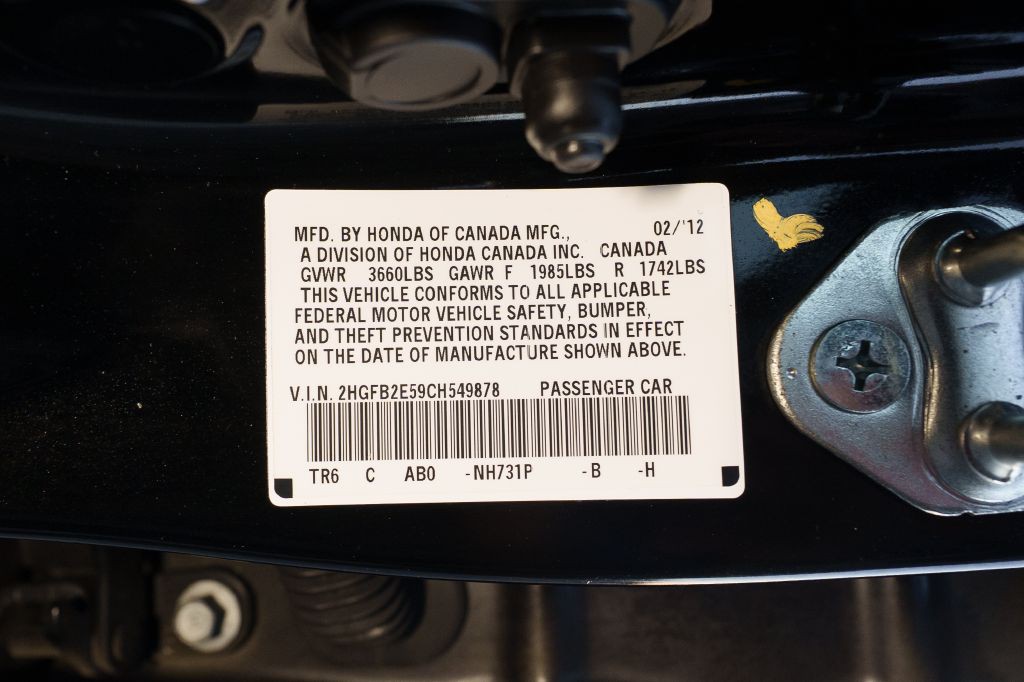 MFD. BY HONDA OF CANADA MFG., 02/'12
A DIVISION OF HONDA CANADA INC. CANADA
GVWR 3660LBS GAWR F 1985LBS R 1742LBS
THIS VEHICLE CONFORMS TO ALL APPLICABLE
FEDERAL MOTOR VEHICLE SAFETY, BUMPER,
AND THEFT PREVENTION STANDARDS IN EFFECT
ON THE DATE OF MANUFACTURE SHOWN ABOVE.
V.I.N. 2HGFB2E59CH549878 PASSENGER CAR
TR6 C AB0 -NH731P -B -H